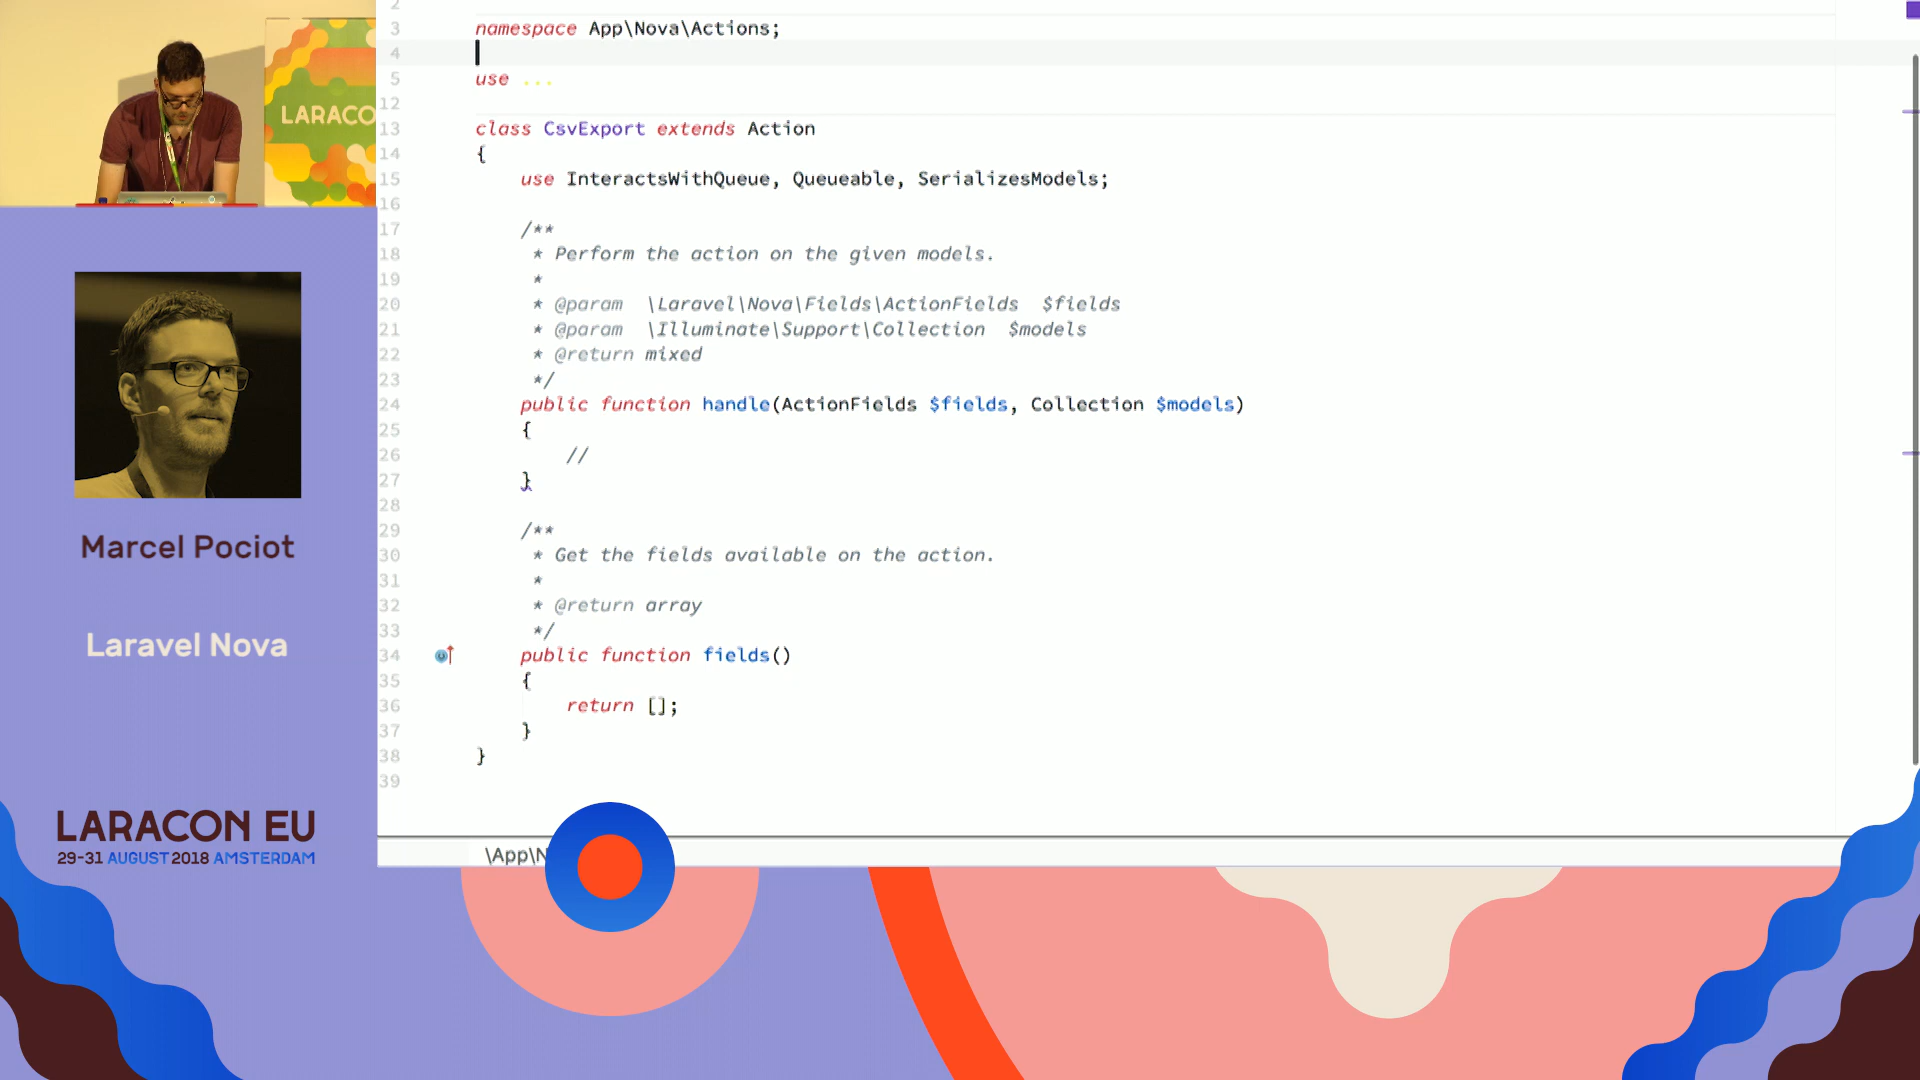 LARACO
Marcel Pociot
Laravel Nova
LARACON EU
29-31 AUGUST 2018 AMSTERDAM
2
3 namespace App\Nova\Actions;
4
5 use ...
12
13 class CsvExport extends Action
14 {
15 use InteractsWithQueue, Queueable, SerializesModels;
16
17 /**
18 * Perform the action on the given models.
19 *
20 * @param \Laravel\Nova\Fields\ActionFields $fields
21 * @param \Illuminate\Support\Collection $models
22 * @return mixed
23 */
24 public function handle(ActionFields $fields, Collection $models)
25 {
26 //
27 }
28
29 /**
30 * Get the fields available on the action.
31 *
32 * @return array
33 */
34 public function fields()
35 {
36 return [];
37 }
38 }
39
\App\N